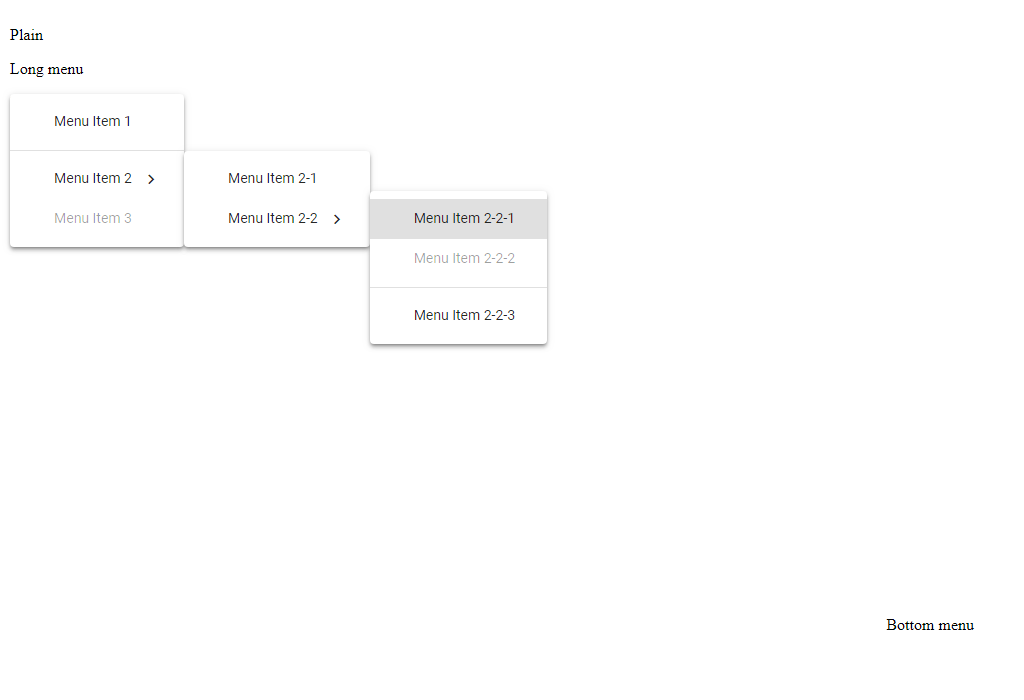 Plain
Long menu
Menu Item 1
Menu Item 2
Menu Item 3
Menu Item 2-1
Menu Item 2-2
Menu Item 2-2-1
Menu Item 2-2-2
Menu Item 2-2-3
Bottom menu